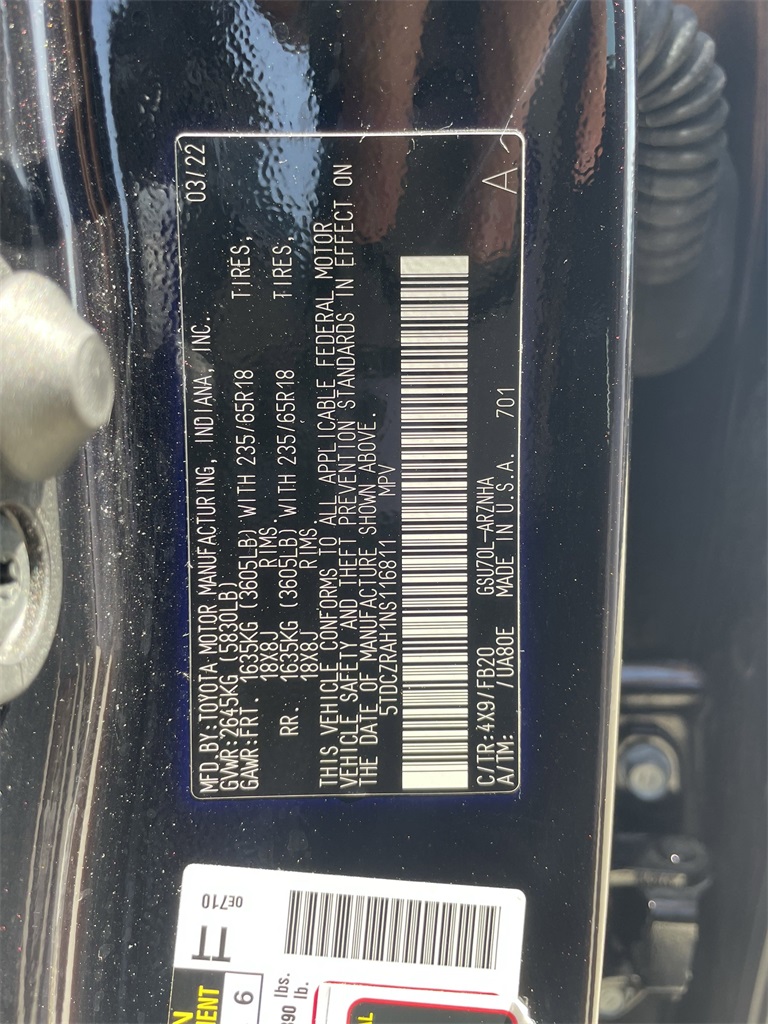 MFD.BY:TOYOTA MOTOR MANUFACTURING, INDIANA, INC. 03/22
GVWR:2645KG (5830LB)
GAWR:FRT. 1635KG (3605LB) WITH 235/65R18 TIRES,
18X8J RIMS.
RR. 1635KG (3605LB) WITH 235/65R18 TIRES,
18X8J RIMS.
THIS VEHICLE CONFORMS TO ALL APPLICABLE FEDERAL MOTOR
VEHICLE SAFETY AND THEFT PREVENTION STANDARDS IN EFFECT ON
THE DATE OF MANUFACTURE SHOWN ABOVE.
5TDCZRAH1NS116811 MPV
C/TR:4X9/FB20 GSU70L-ARZNHA
A/TM: /UA80E MADE IN U.S.A. 701 A
TT 0E710
6
lbs.
lb.